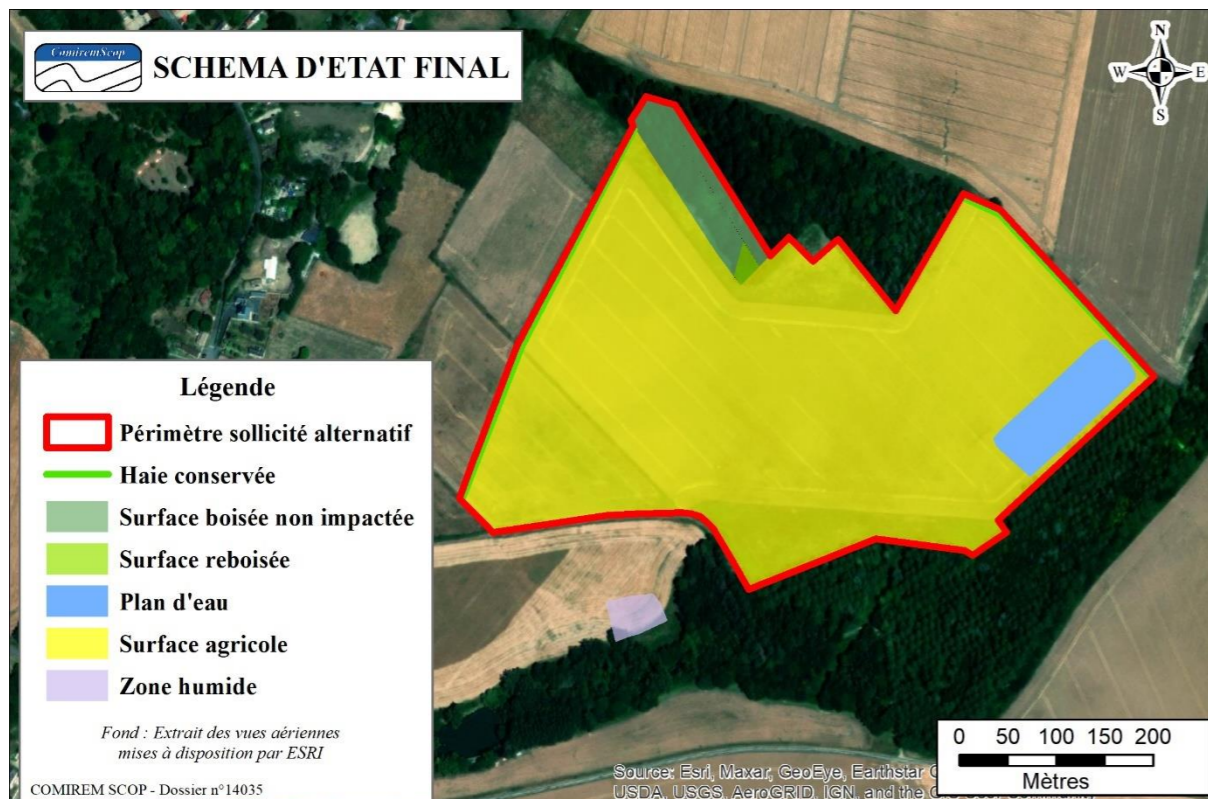 ComiremScop
SCHEMA D'ETAT FINAL
N
W E
S
Légende
Périmètre sollicité alternatif
Haie conservée
Surface boisée non impactée
Surface reboisée
Plan d'eau
Surface agricole
Zone humide
Fond : Extrait des vues aériennes
mises à disposition par ESRI
COMIREM SCOP - Dossier n°14035
0 50 100 150 200
Mètres
Source: Esri, Maxar, GeoEye, Earthstar
USDA, USGS, AeroGRID, IGN, and the